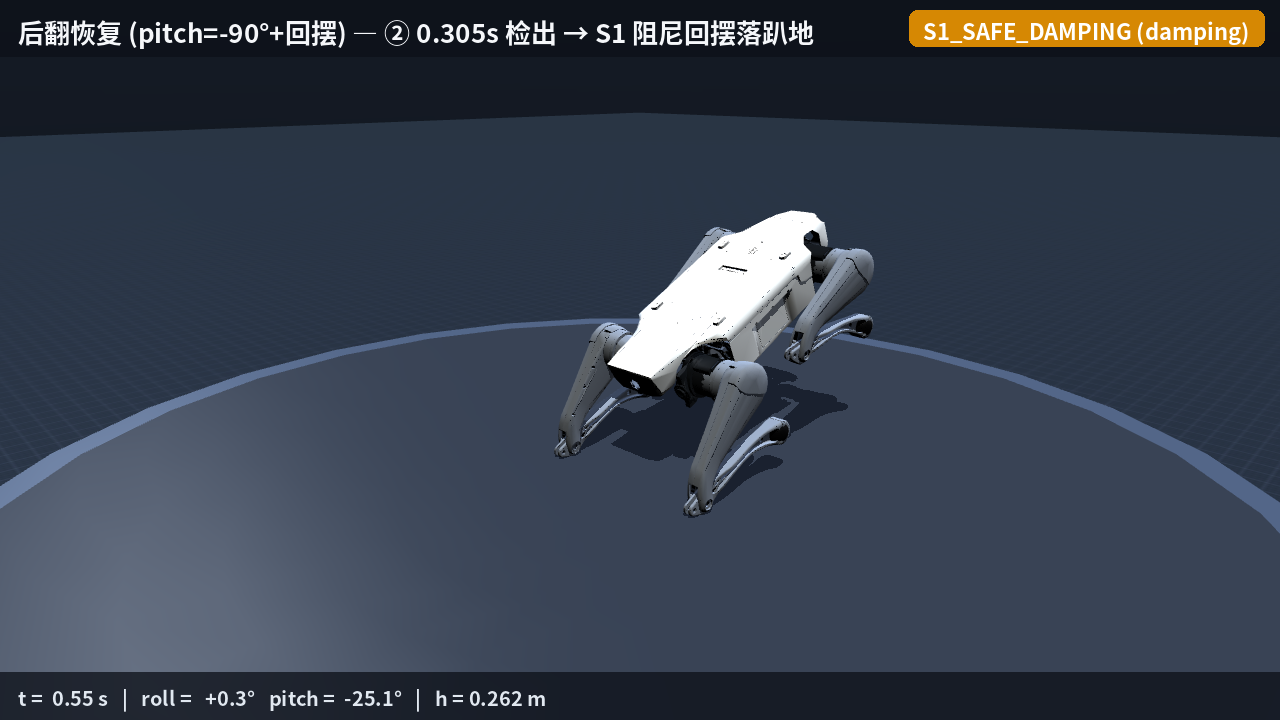 后翻恢复 (pitch=-90°+回摆) — ② 0.305s 检出 → S1 阻尼回摆落趴地
S1_SAFE_DAMPING (damping)
t = 0.55 s | roll = +0.3° pitch = -25.1° | h = 0.262 m